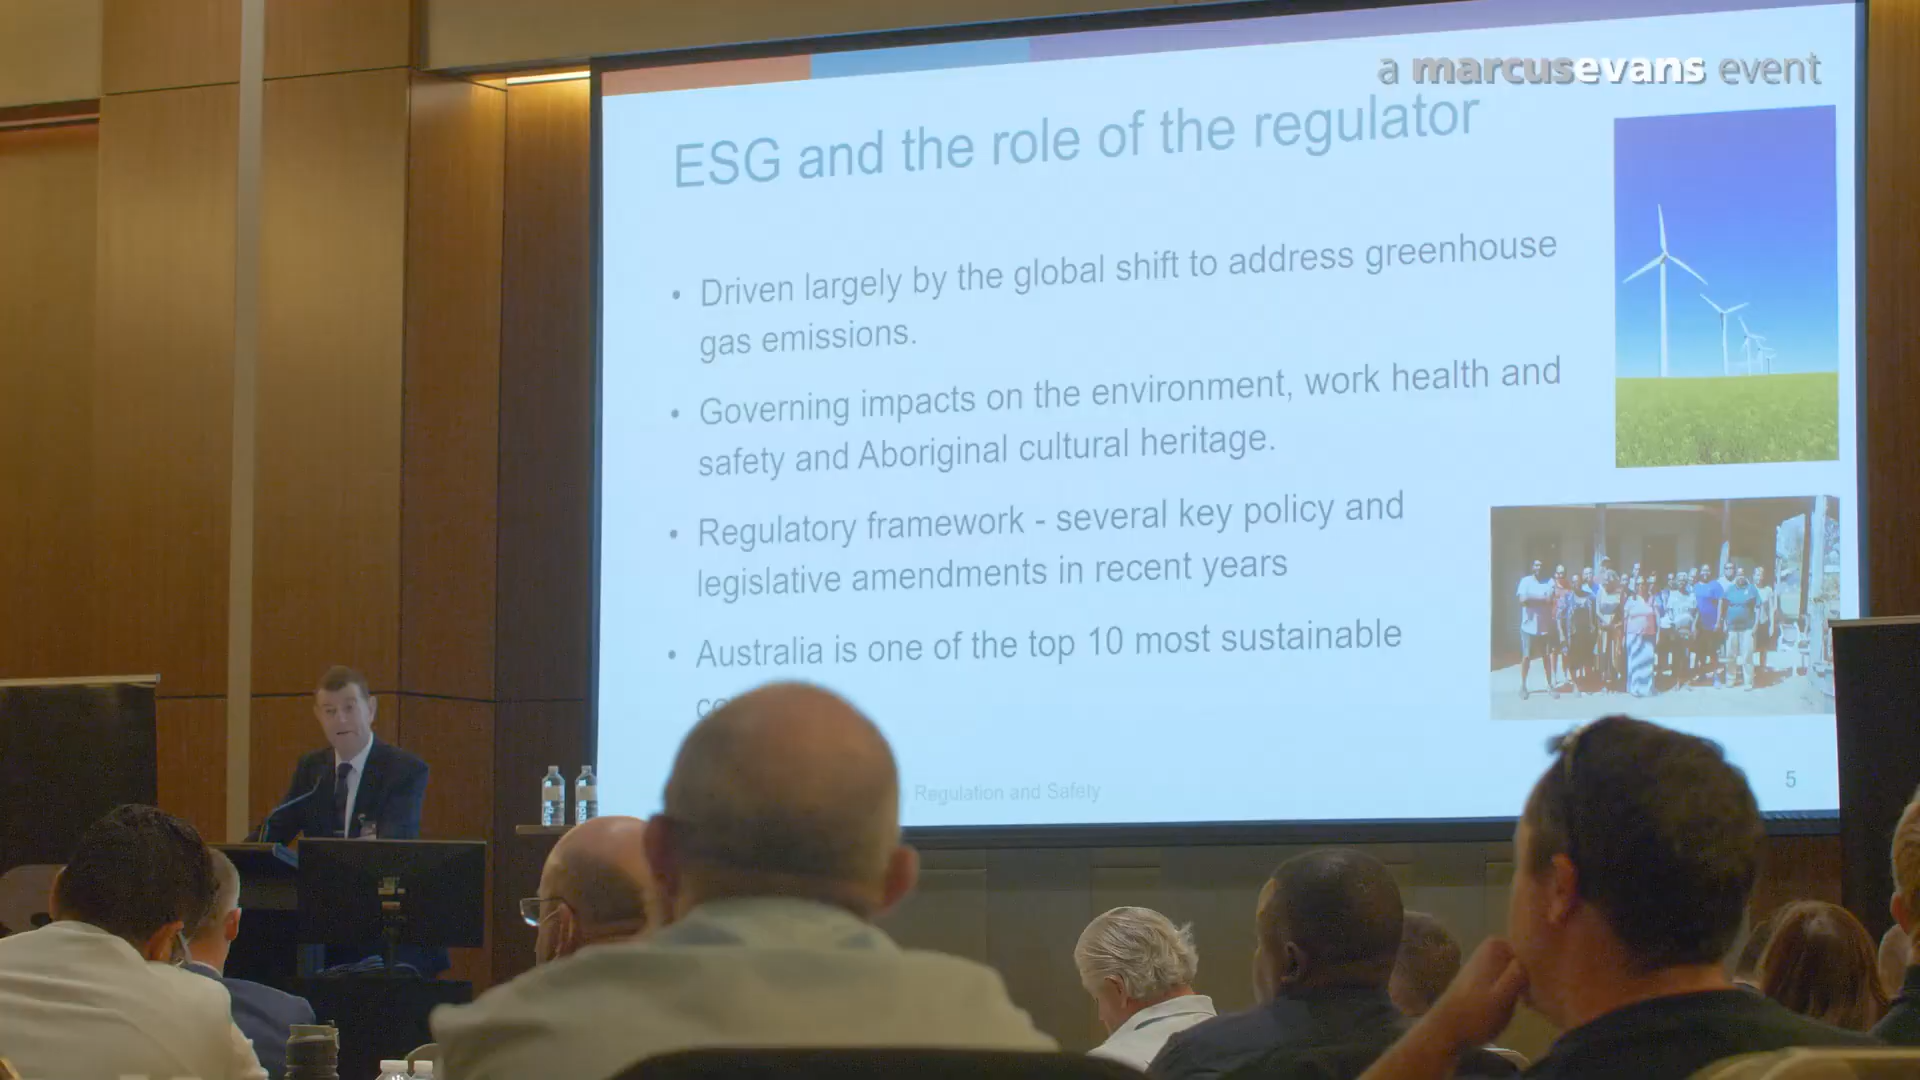 a marcusevans event
ESG and the role of the regulator
• Driven largely by the global shift to address greenhouse
gas emissions.
• Governing impacts on the environment, work health and
safety and Aboriginal cultural heritage.
• Regulatory framework - several key policy and
legislative amendments in recent years
• Australia is one of the top 10 most sustainable
Regulation and Safety
5